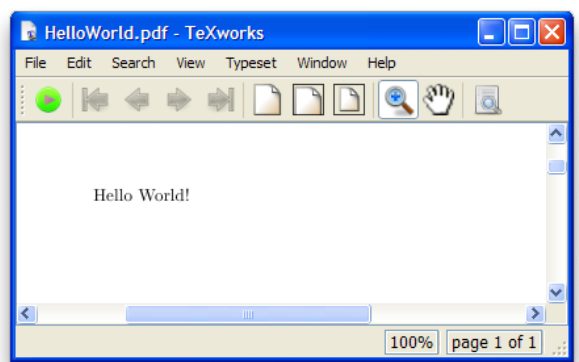 HelloWorld.pdf - TeXworks
File Edit Search View Typeset Window Help
Hello World!
100% page 1 of 1